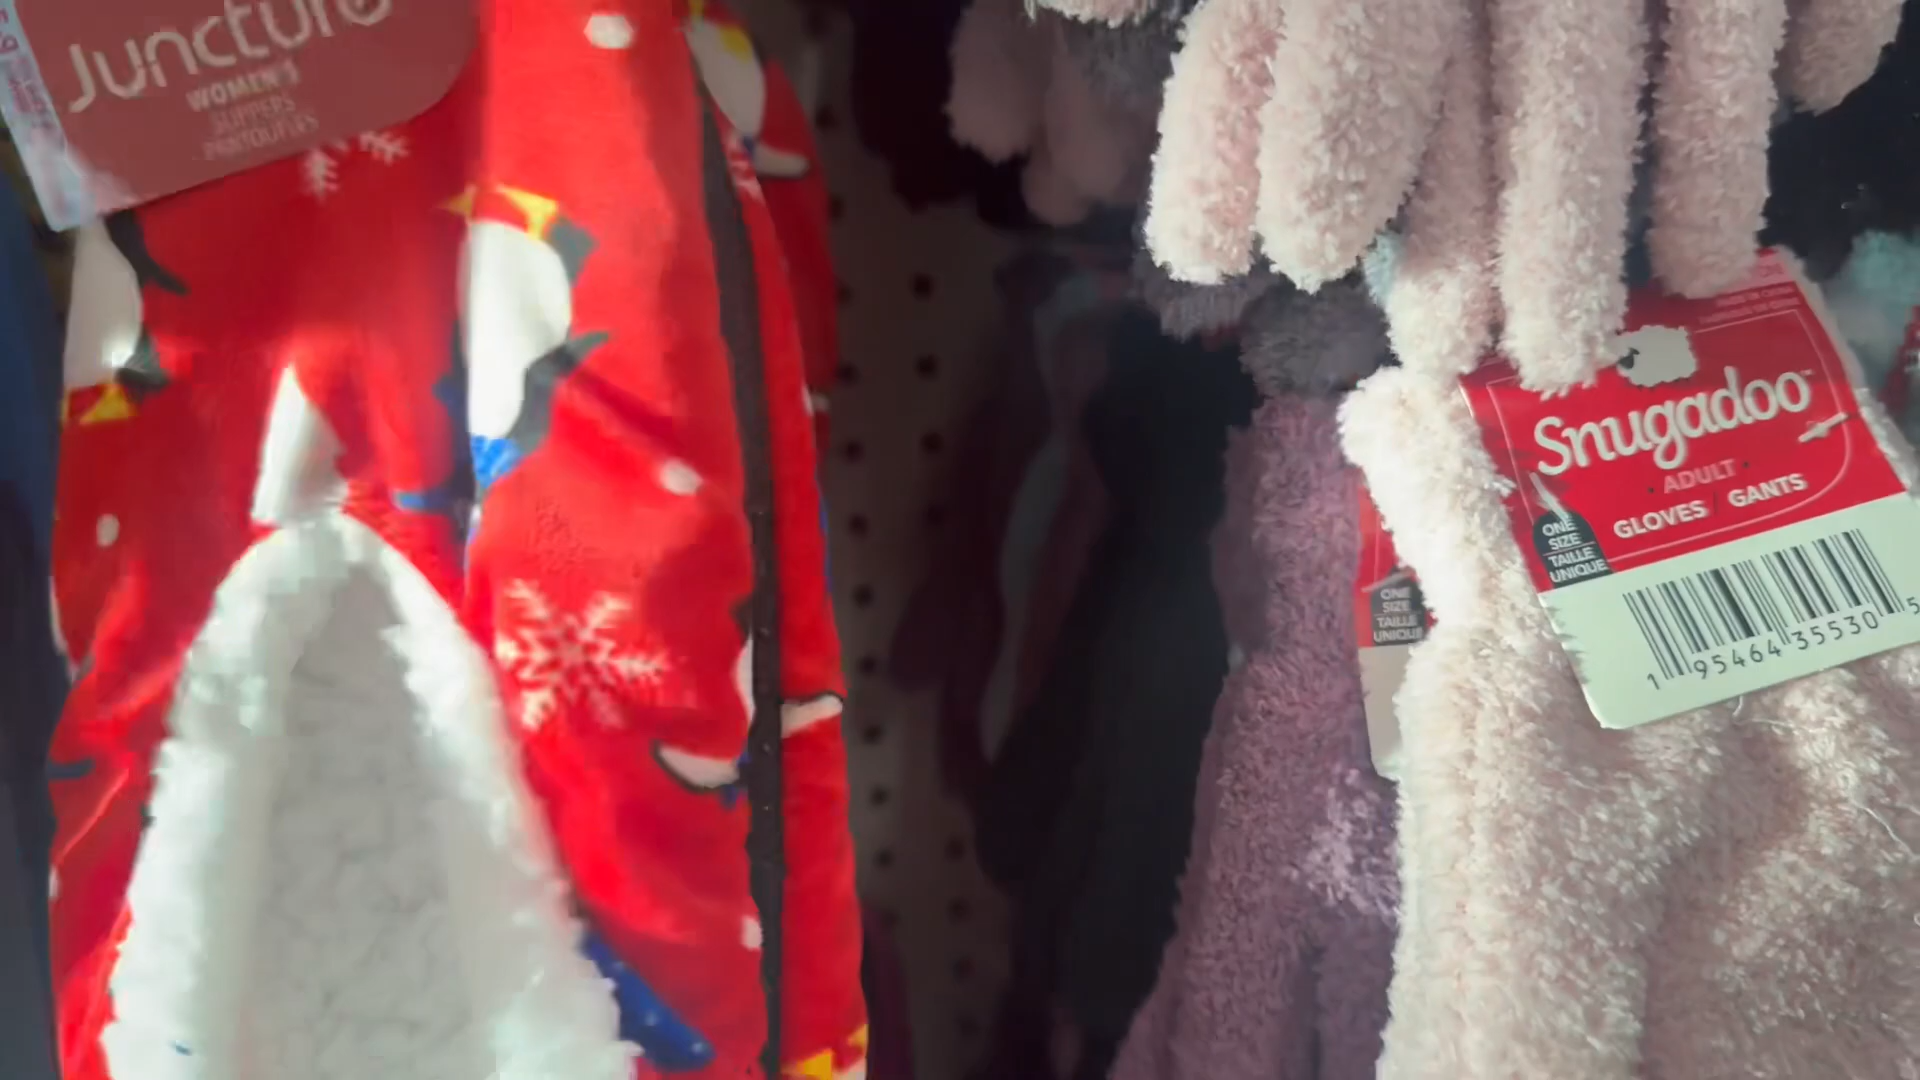 Juncture
WOMEN'S
SLIPPERS
PANTOUFLES
Snugadoo
ADULT
GLOVES / GANTS
ONE
SIZE
TAILLE
UNIQUE
1 95464 35530 5
ONE
SIZE
TAILLE
UNIQUE